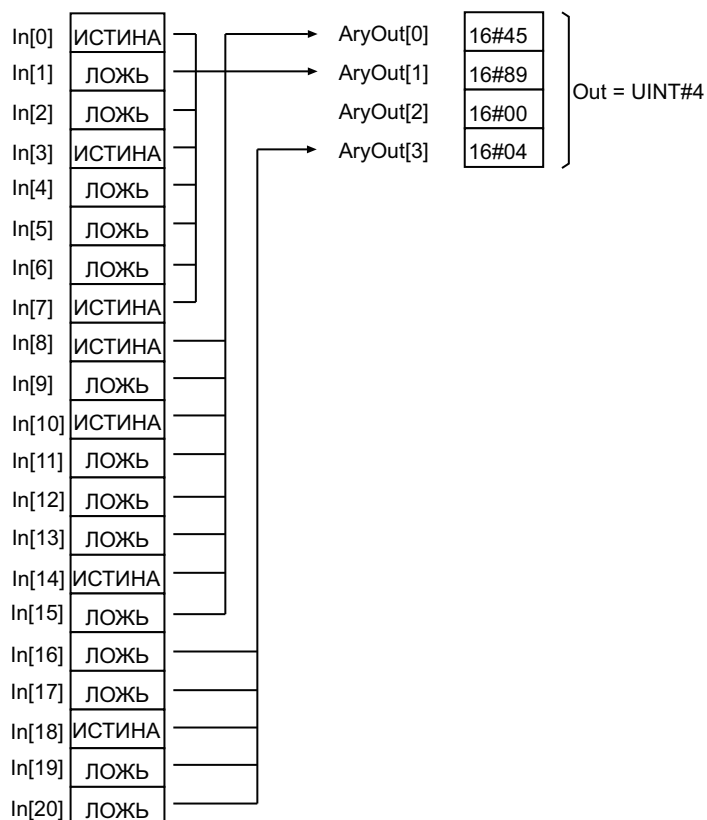 In[0] ИСТИНА AryOut[0] 16#45
In[1] ЛОЖЬ AryOut[1] 16#89
Out = UINT#4
In[2] ЛОЖЬ AryOut[2] 16#00
In[3] ИСТИНА AryOut[3] 16#04
In[4] ЛОЖЬ
In[5] ЛОЖЬ
In[6] ЛОЖЬ
In[7] ИСТИНА
In[8] ИСТИНА
In[9] ЛОЖЬ
In[10] ИСТИНА
In[11] ЛОЖЬ
In[12] ЛОЖЬ
In[13] ЛОЖЬ
In[14] ИСТИНА
In[15] ЛОЖЬ
In[16] ЛОЖЬ
In[17] ЛОЖЬ
In[18] ИСТИНА
In[19] ЛОЖЬ
In[20] ЛОЖЬ